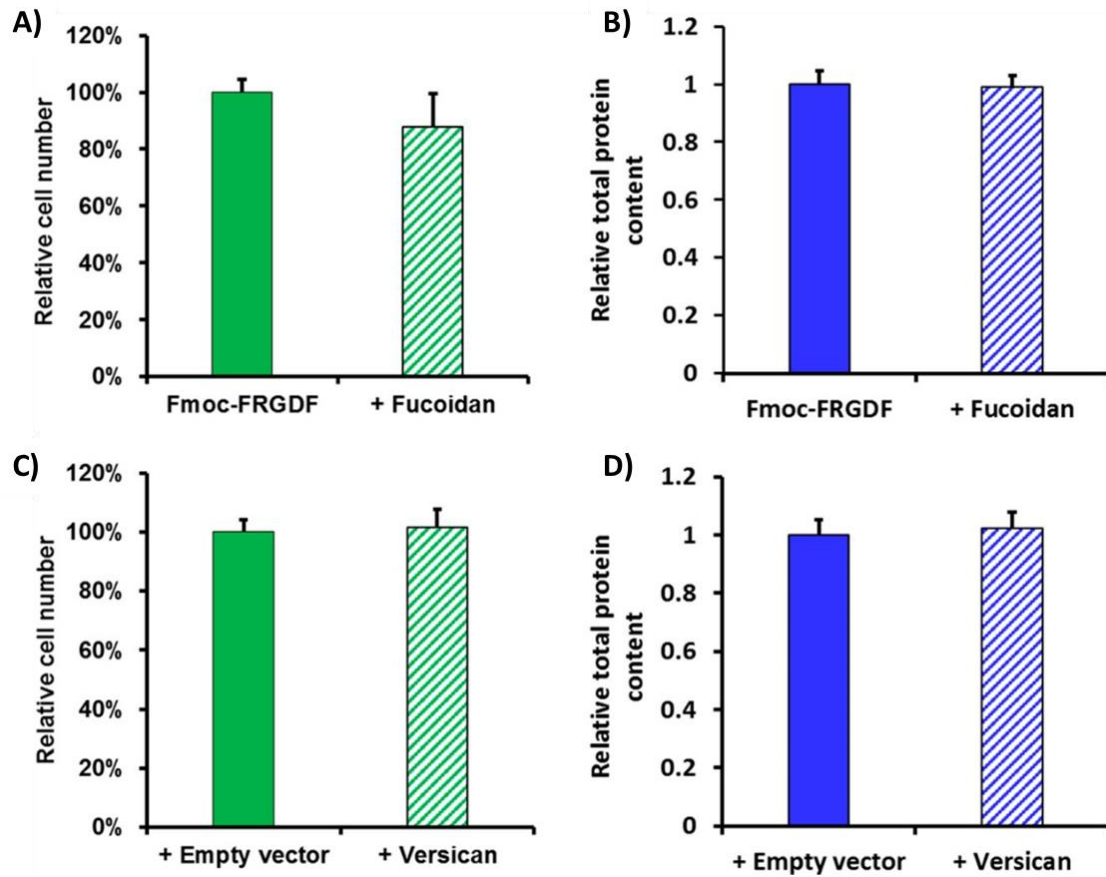 A)
120%
100%
80%
60%
40%
20%
0%
Relative cell number
Fmoc-FRGDF
+ Fucoidan
B)
1.2
1
0.8
0.6
0.4
0.2
0
Relative total protein
content
Fmoc-FRGDF
+ Fucoidan
C)
120%
100%
80%
60%
40%
20%
0%
Relative cell number
+ Empty vector
+ Versican
D)
1.2
1
0.8
0.6
0.4
0.2
0
Relative total protein
content
+ Empty vector
+ Versican